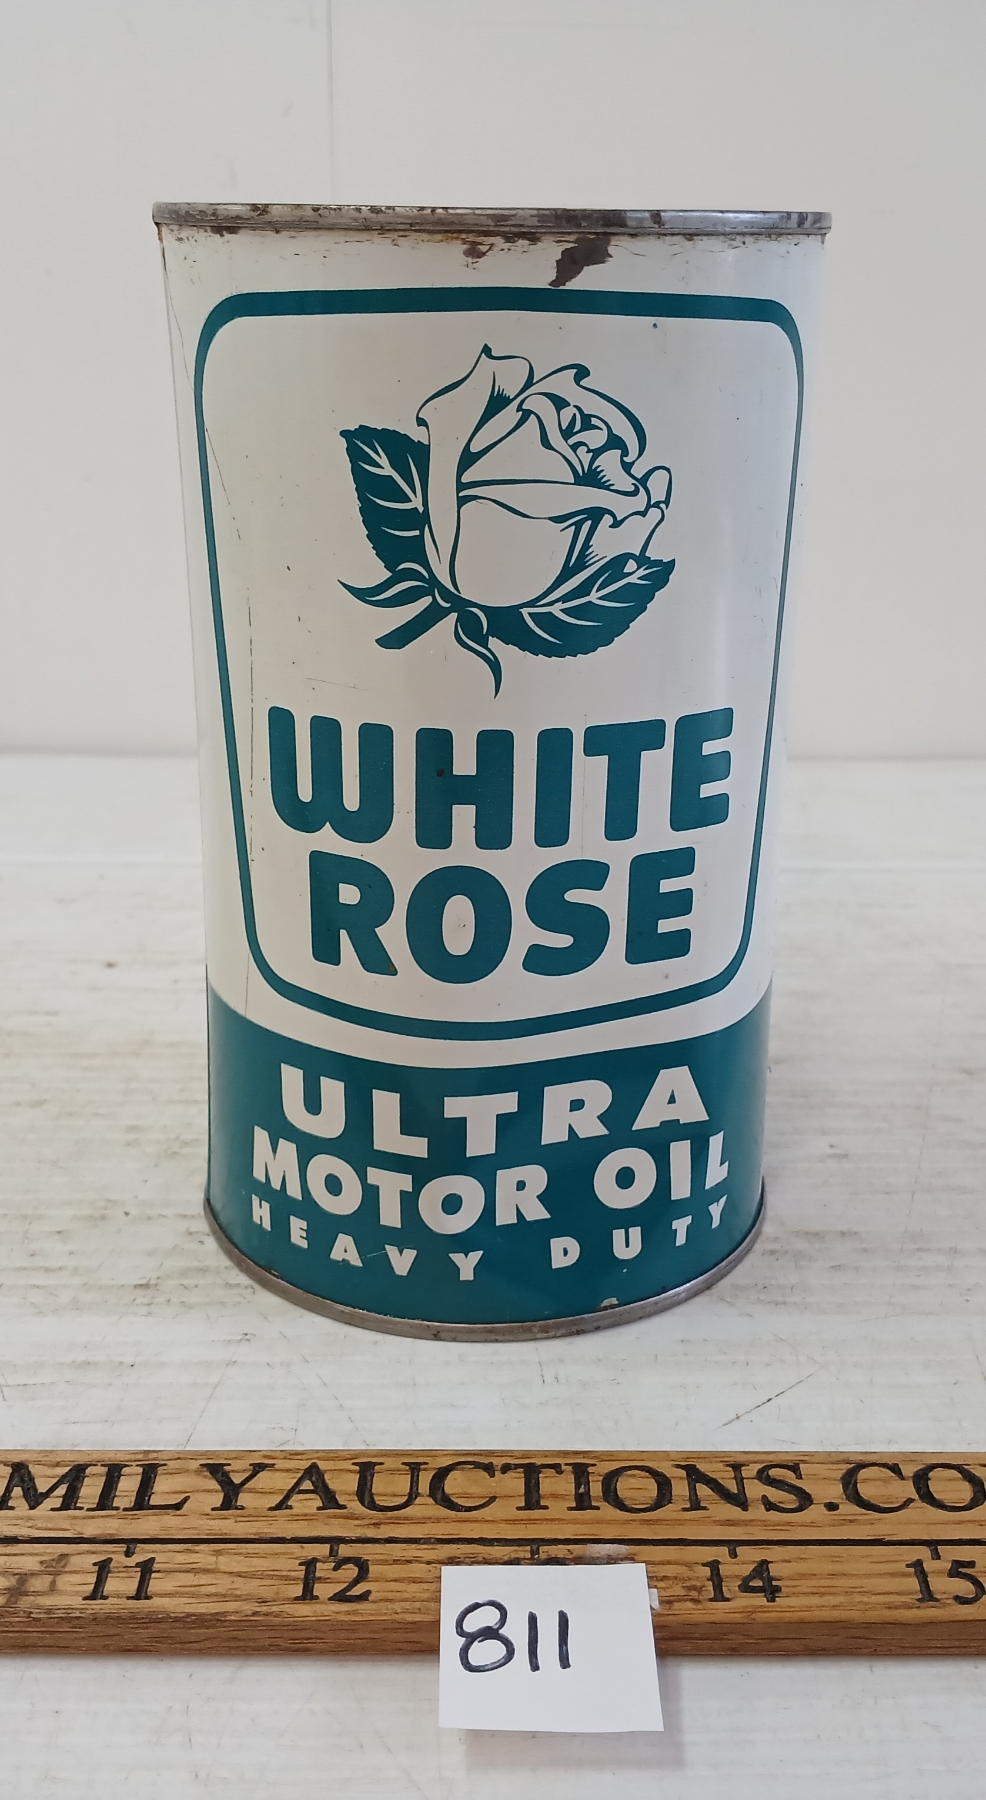 WHITE
ROSE
ULTRA
MOTOR OIL
HEAVY DUTY
MILYAUCTIONS.CO
11 12 14 15
811